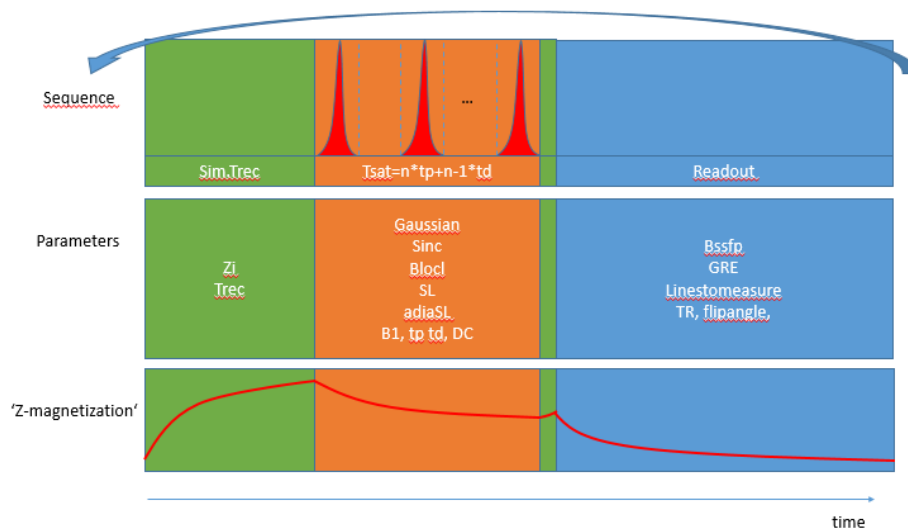 Sequence
...
Sim.Trec
Tsat=n*tp+n-1*td
Readout
Parameters
Zi
Trec
Gaussian
Sinc
Blocl
SL
adiaSL
B1, tp td, DC
Bssfp
GRE
Linestomeasure
TR, flipangle,
‘Z-magnetization‘
time